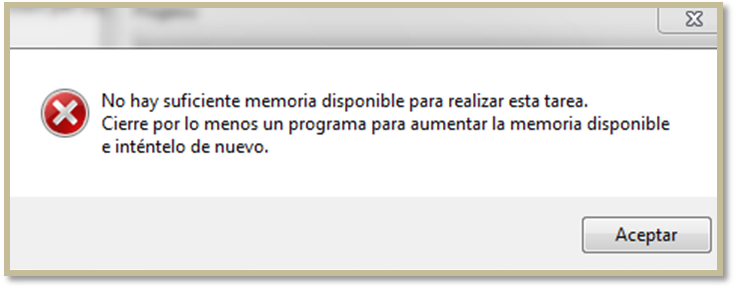 No hay suficiente memoria disponible para realizar esta tarea.
Cierre por lo menos un programa para aumentar la memoria disponible
e inténtelo de nuevo.
Aceptar